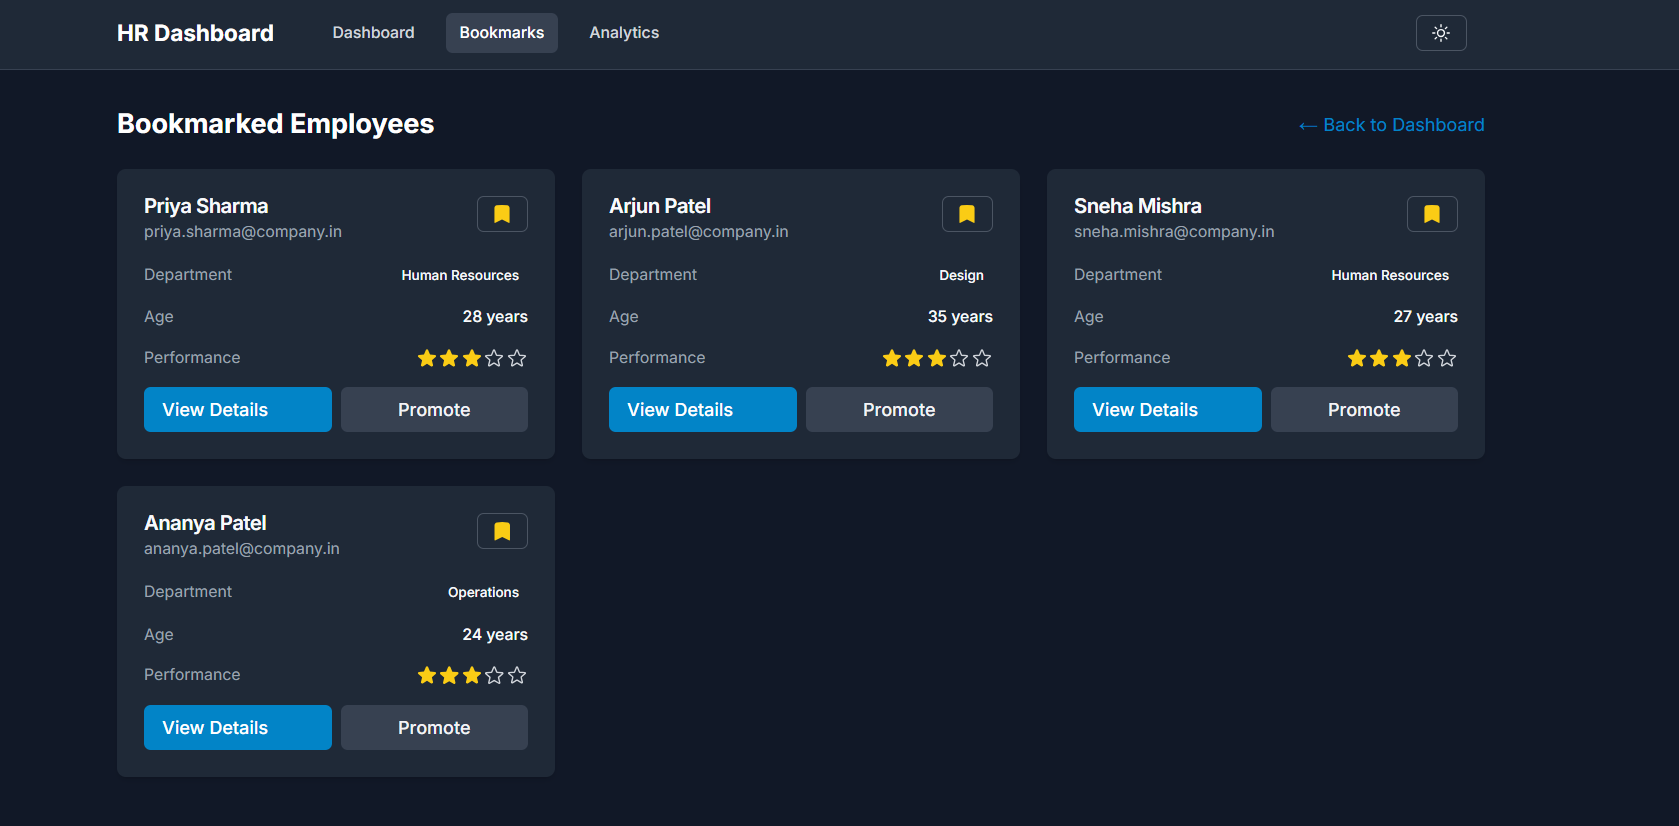 HR Dashboard Dashboard Bookmarks Analytics
Bookmarked Employees ← Back to Dashboard
Priya Sharma
priya.sharma@company.in
Department Human Resources
Age 28 years
Performance
View Details Promote
Arjun Patel
arjun.patel@company.in
Department Design
Age 35 years
Performance
View Details Promote
Sneha Mishra
sneha.mishra@company.in
Department Human Resources
Age 27 years
Performance
View Details Promote
Ananya Patel
ananya.patel@company.in
Department Operations
Age 24 years
Performance
View Details Promote